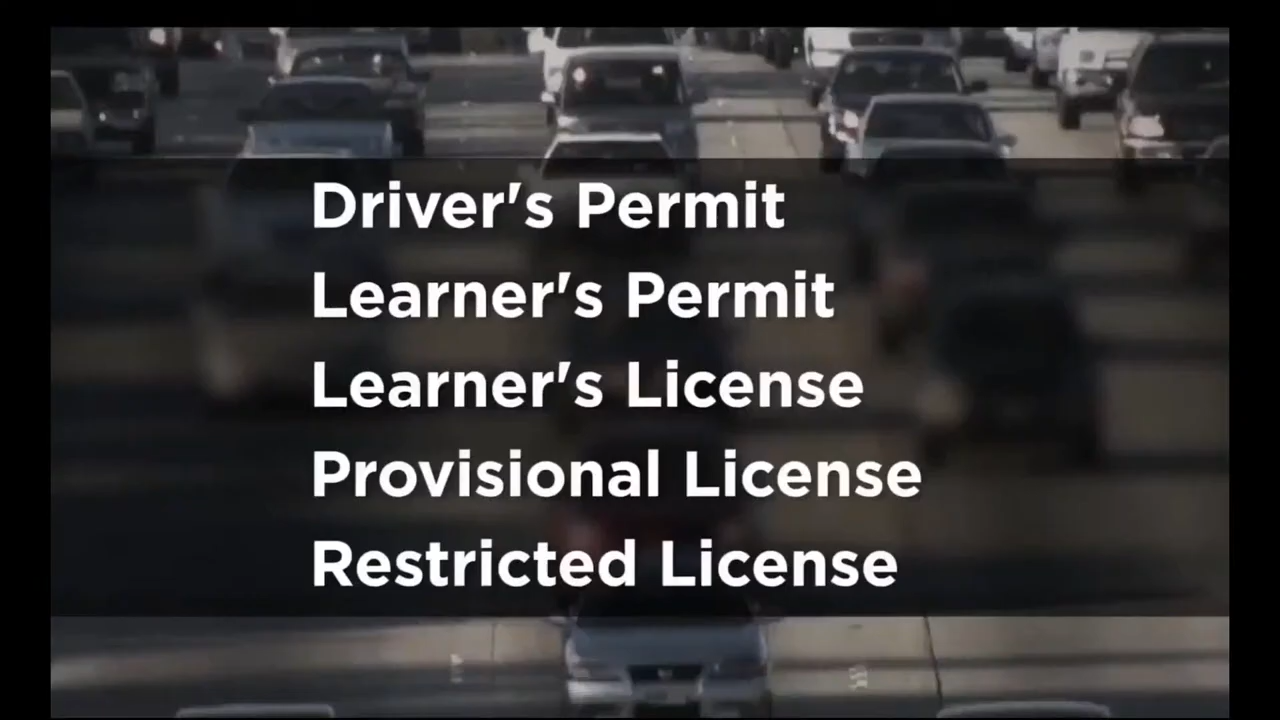 Driver's Permit
Learner's Permit
Learner's License
Provisional License
Restricted License